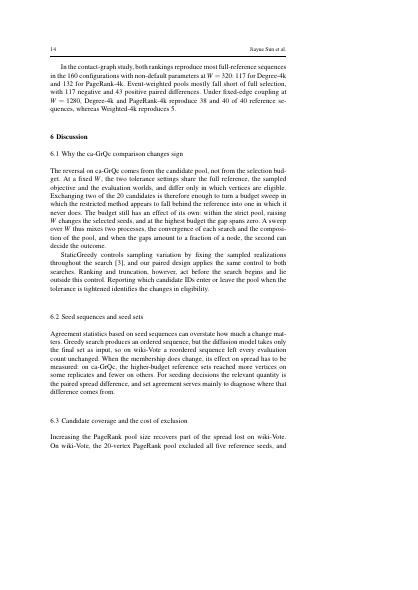 14 Jiayue Sun et al.
In the contact-graph study, both rankings reproduce most full-reference sequences
in the 160 configurations with non-default parameters at W = 320: 117 for Degree-4k
and 132 for PageRank-4k. Event-weighted pools mostly fall short of full selection,
with 117 negative and 43 positive paired differences. Under fixed-edge coupling at
W = 1280, Degree-4k and PageRank-4k reproduce 38 and 40 of 40 reference se-
quences, whereas Weighted-4k reproduces 5.
6 Discussion
6.1 Why the ca-GrQc comparison changes sign
The reversal on ca-GrQc comes from the candidate pool, not from the selection bud-
get. At a fixed W, the two tolerance settings share the full reference, the sampled
objective and the evaluation worlds, and differ only in which vertices are eligible.
Exchanging two of the 20 candidates is therefore enough to turn a budget sweep in
which the restricted method appears to fall behind the reference into one in which it
never does. The budget still has an effect of its own: within the strict pool, raising
W changes the selected seeds, and at the highest budget the gap spans zero. A sweep
over W thus mixes two processes, the convergence of each search and the composi-
tion of the pool, and when the gaps amount to a fraction of a node, the second can
decide the outcome.
StaticGreedy controls sampling variation by fixing the sampled realizations
throughout the search [3], and our paired design applies the same control to both
searches. Ranking and truncation, however, act before the search begins and lie
outside this control. Reporting which candidate IDs enter or leave the pool when the
tolerance is tightened identifies the changes in eligibility.
6.2 Seed sequences and seed sets
Agreement statistics based on seed sequences can overstate how much a change mat-
ters. Greedy search produces an ordered sequence, but the diffusion model takes only
the final set as input, so on wiki-Vote a reordered sequence left every evaluation
count unchanged. When the membership does change, its effect on spread has to be
measured: on ca-GrQc, the higher-budget reference sets reached more vertices on
some replicates and fewer on others. For seeding decisions the relevant quantity is
the paired spread difference, and set agreement serves mainly to diagnose where that
difference comes from.
6.3 Candidate coverage and the cost of exclusion
Increasing the PageRank pool size recovers part of the spread lost on wiki-Vote.
On wiki-Vote, the 20-vertex PageRank pool excluded all five reference seeds, and